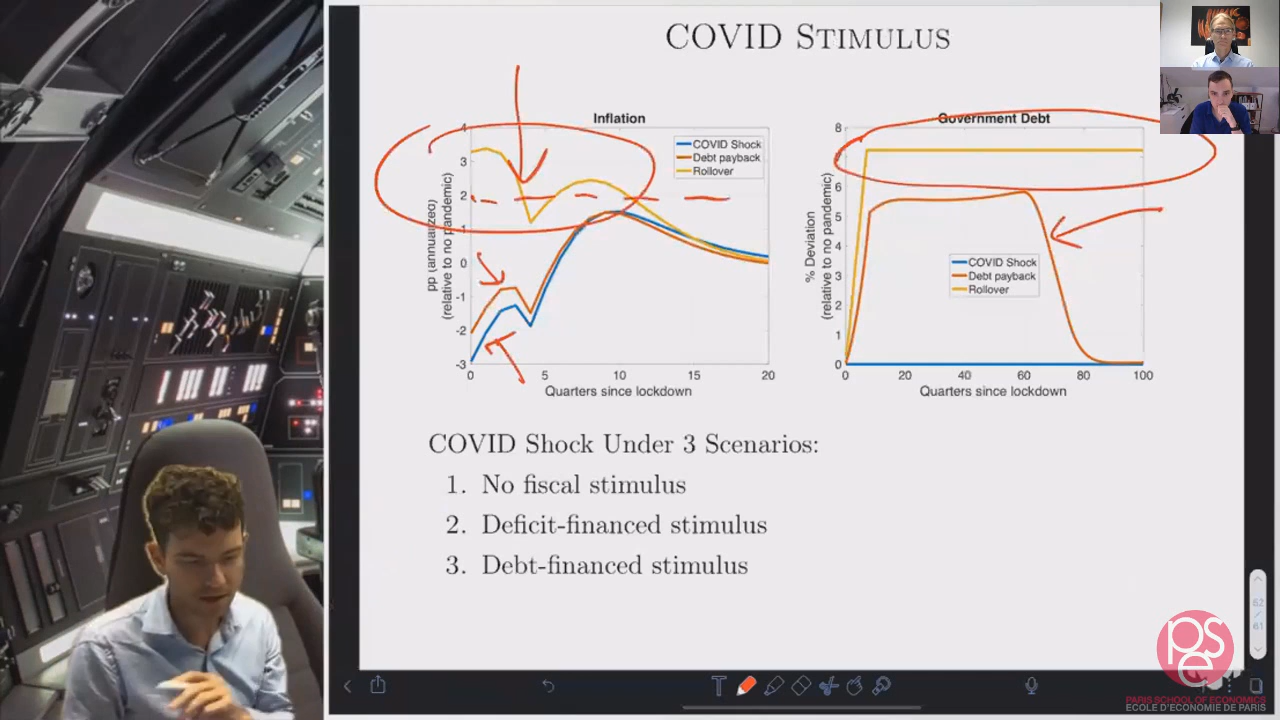 COVID STIMULUS
Inflation
COVID Shock
Debt payback
Rollover
pp (annuarized)
(relative to no pandemic)
4
3
2
1
0
-1
-2
-3
0
5
10
15
20
Quarters since lockdown
Government Debt
COVID Shock
Debt payback
Rollover
% Deviation
(relative to no pandemic)
8
6
5
4
3
2
1
0
0
20
40
60
80
100
Quarters since lockdown
COVID Shock Under 3 Scenarios:
1. No fiscal stimulus
2. Deficit-financed stimulus
3. Debt-financed stimulus
62
/
61
T
pse
PARIS SCHOOL OF ECONOMICS
ECOLE D'ECONOMIE DE PARIS